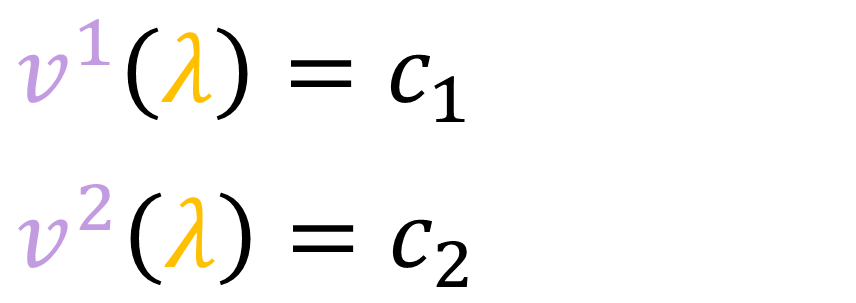 v¹(λ) = c₁
v²(λ) = c₂